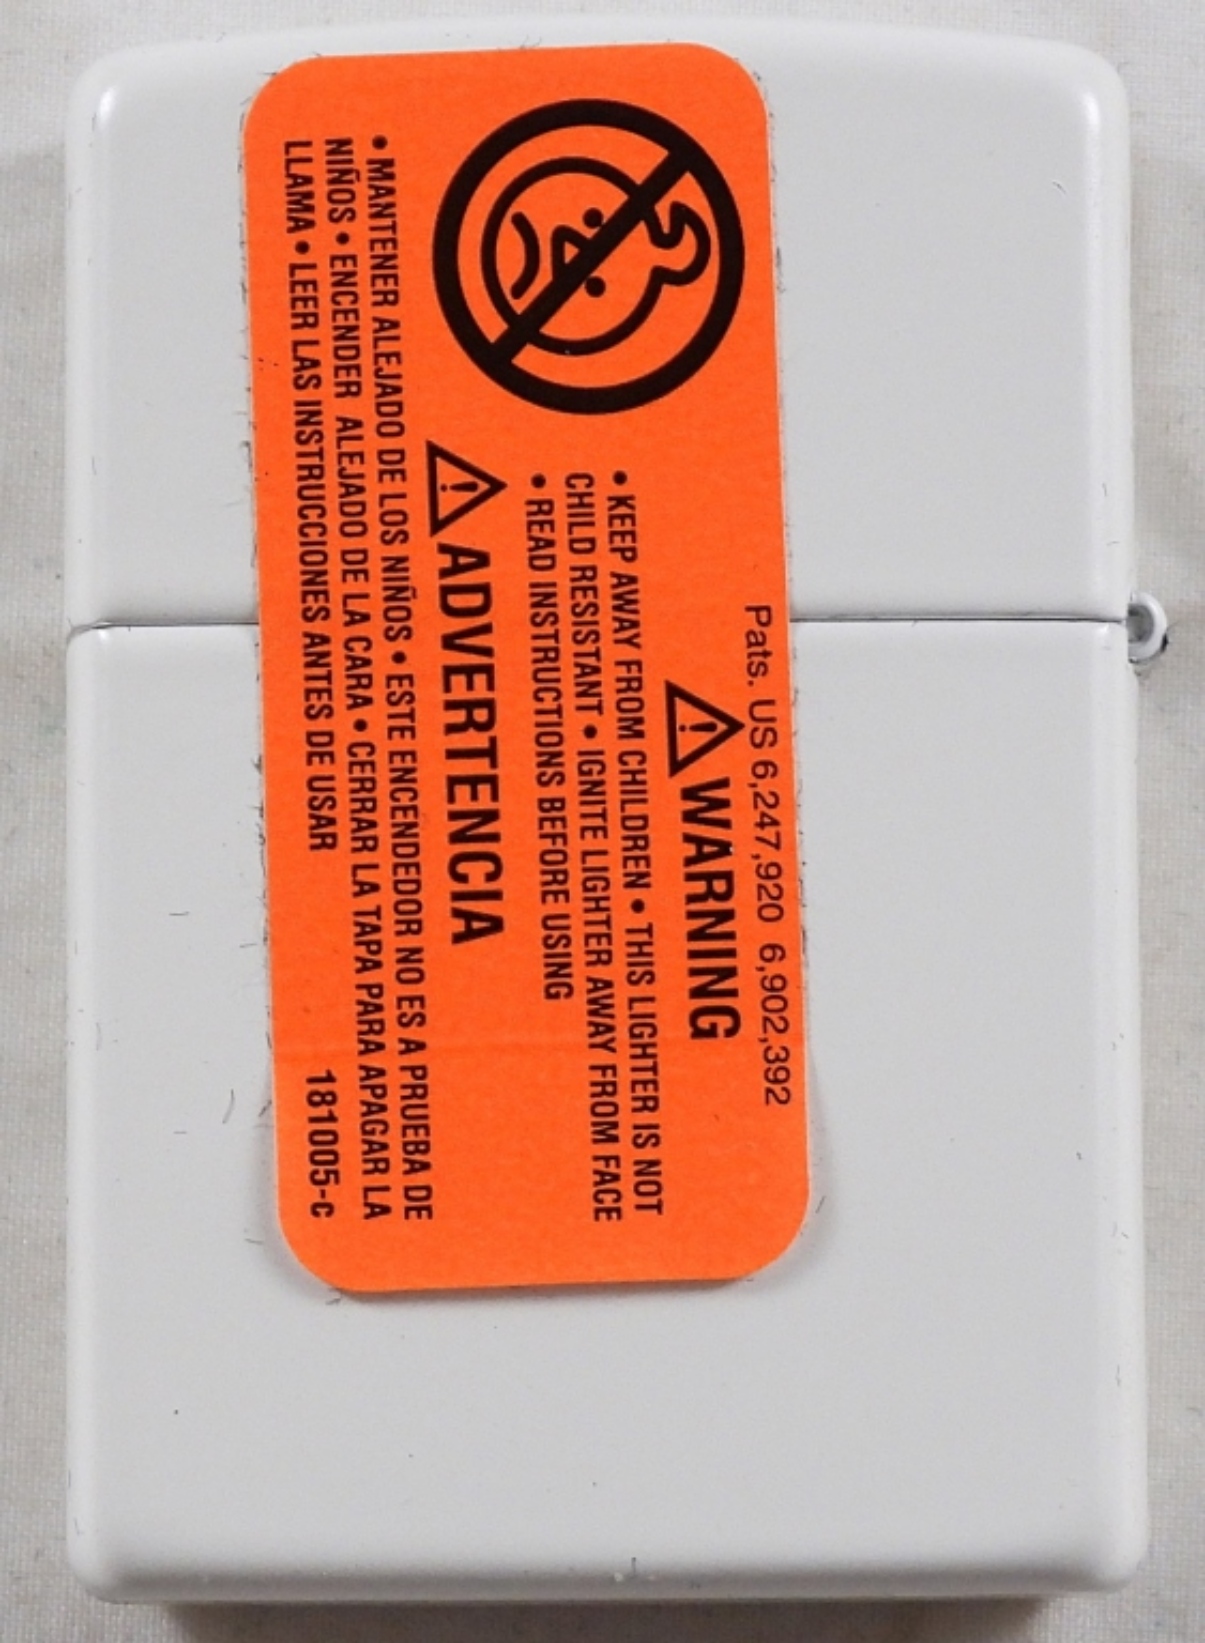 Pats. US 6,247,920 6,902,392
WARNING
• KEEP AWAY FROM CHILDREN • THIS LIGHTER IS NOT
CHILD RESISTANT • IGNITE LIGHTER AWAY FROM FACE
• READ INSTRUCTIONS BEFORE USING
ADVERTENCIA
• MANTENER ALEJADO DE LOS NIÑOS • ESTE ENCENDEDOR NO ES A PRUEBA DE
NIÑOS • ENCENDER ALEJADO DE LA CARA • CERRAR LA TAPA PARA APAGAR LA
LLAMA • LEER LAS INSTRUCCIONES ANTES DE USAR 181005-c